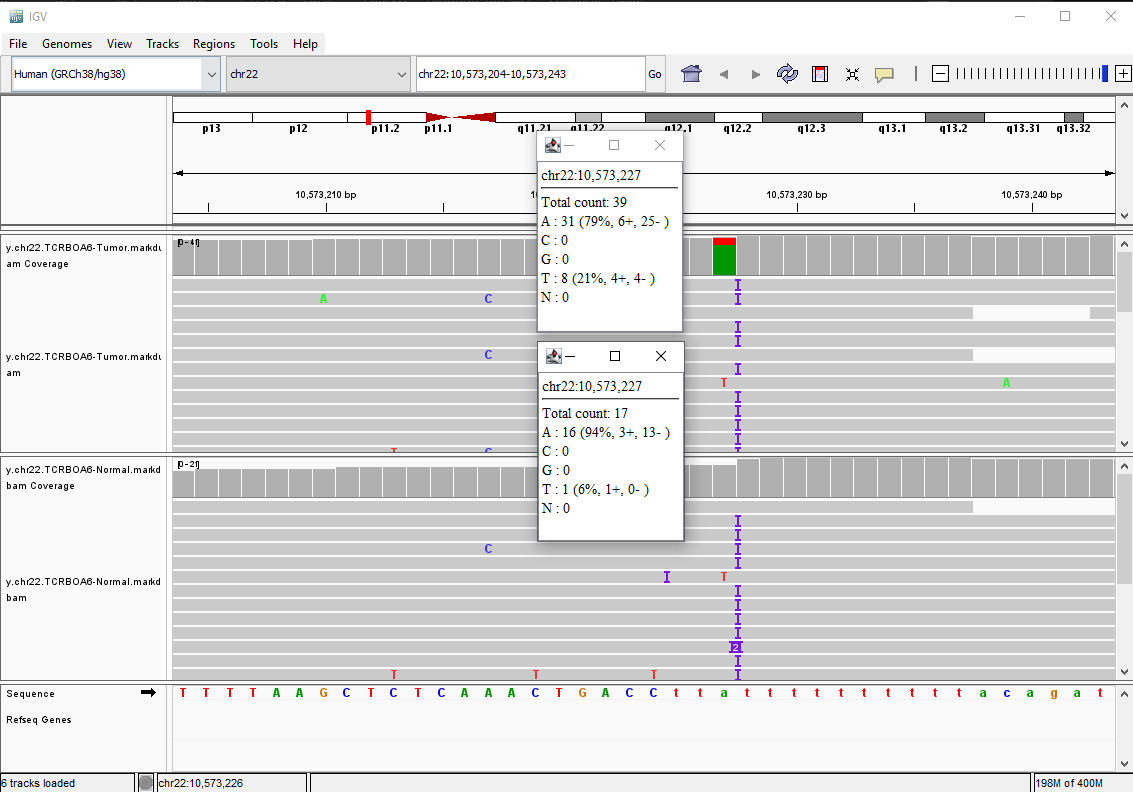 IGV
File Genomes View Tracks Regions Tools Help
Human (GRCh38/hg38) chr22 chr22:10,573,204-10,573,243 Go
p13 p12 p11.2 p11.1 q11.21 q11.22 q12.1 q12.2 q12.3 q13.1 q13.2 q13.31 q13.32
10,573,210 bp 10,573,230 bp 10,573,240 bp
chr22:10,573,227
Total count: 39
A : 31 (79%, 6+, 25- )
C : 0
G : 0
T : 8 (21%, 4+, 4- )
N : 0
y.chr22.TCRBOA6-Tumor.markdu
am Coverage
[0 - 41]
A C
C
y.chr22.TCRBOA6-Tumor.markdu
am
T A
T C
chr22:10,573,227
Total count: 17
A : 16 (94%, 3+, 13- )
C : 0
G : 0
T : 1 (6%, 1+, 0- )
N : 0
y.chr22.TCRBOA6-Normal.markd
bam Coverage
[0 - 21]
C
y.chr22.TCRBOA6-Normal.markd
bam
T
2
T T T
Sequence T T T T A A G C T C T C A A A C T G A C C t t a t t t t t t t t t t a c a g a t
Refseq Genes
6 tracks loaded chr22:10,573,226 198M of 400M